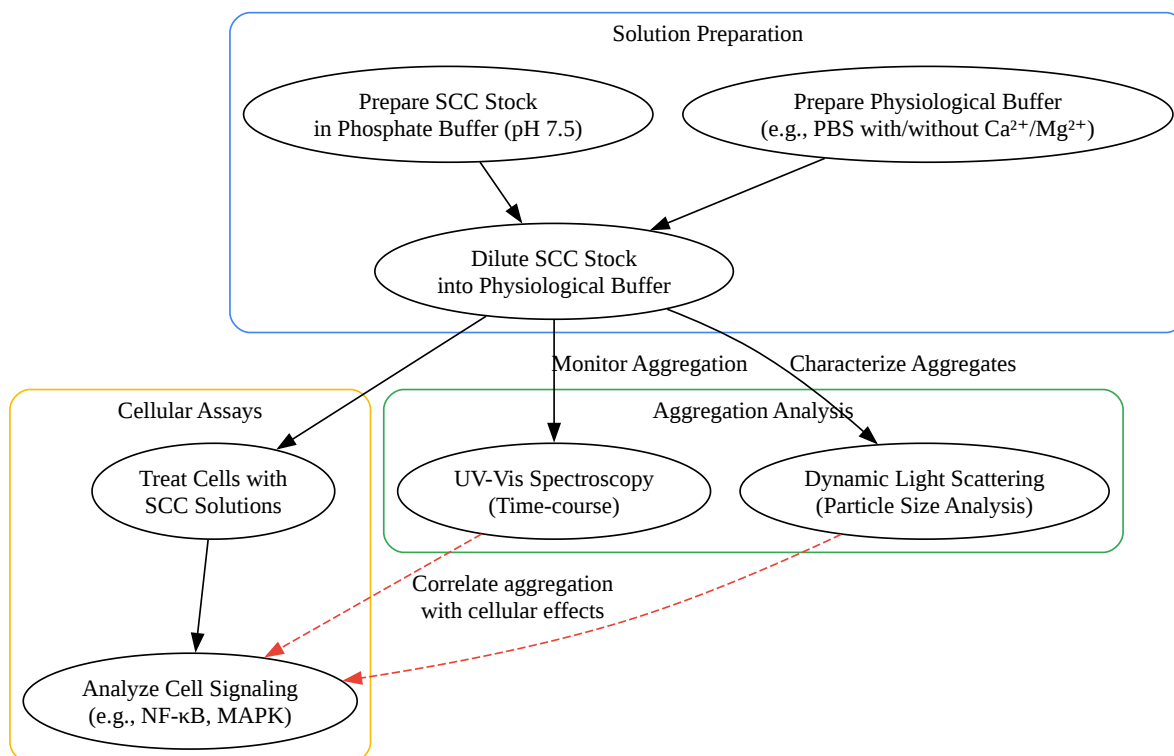 Solution Preparation
Prepare SCC Stock
in Phosphate Buffer (pH 7.5)
Prepare Physiological Buffer
(e.g., PBS with/without Ca²⁺/Mg²⁺)
Dilute SCC Stock
into Physiological Buffer
Monitor Aggregation
Characterize Aggregates
Cellular Assays
Aggregation Analysis
Treat Cells with
SCC Solutions
UV-Vis Spectroscopy
(Time-course)
Dynamic Light Scattering
(Particle Size Analysis)
Correlate aggregation
with cellular effects
Analyze Cell Signaling
(e.g., NF-κB, MAPK)